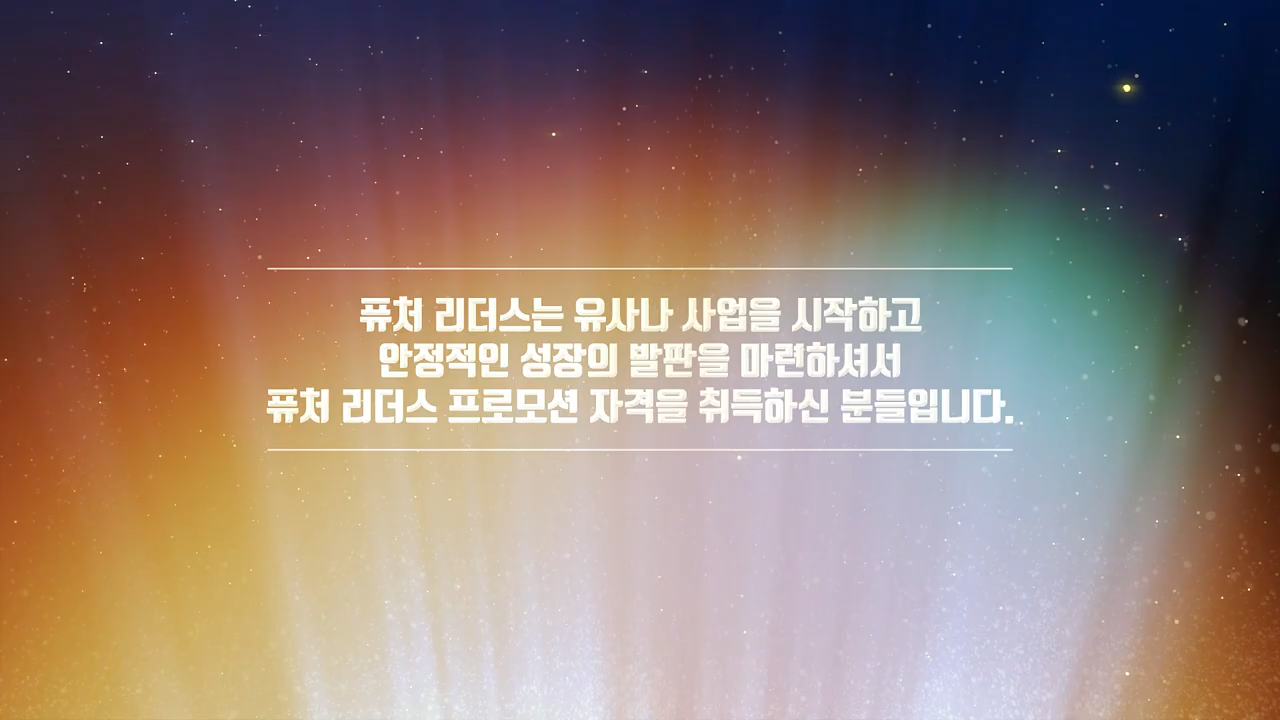 퓨처 리더스는 유사나 사업을 시작하고
안정적인 성장의 발판을 마련하셔서
퓨처 리더스 프로모션 자격을 취득하신 분들입니다.